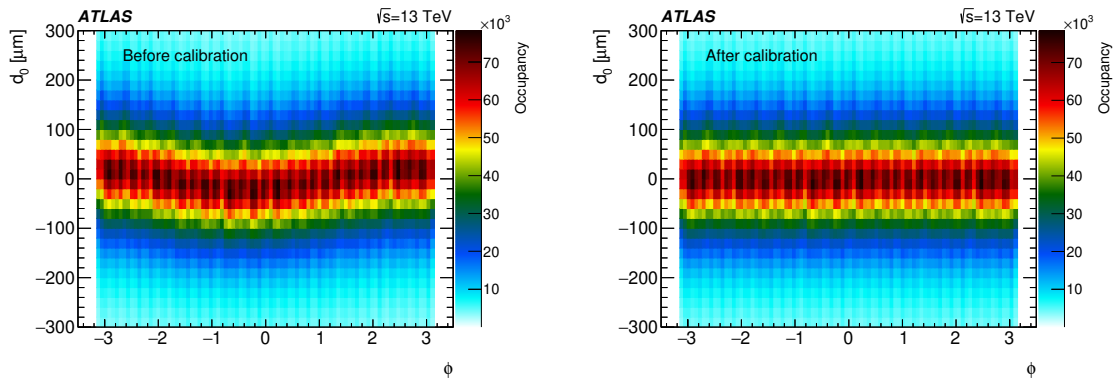 ATLAS √s=13 TeV
×10³
d₀ [μm]
300
200
100
0
−100
−200
−300
Before calibration
Occupancy
70
60
50
40
30
20
10
−3 −2 −1 0 1 2 3
ϕ
ATLAS √s=13 TeV
×10³
d₀ [μm]
300
200
100
0
−100
−200
−300
After calibration
Occupancy
70
60
50
40
30
20
10
−3 −2 −1 0 1 2 3
ϕ